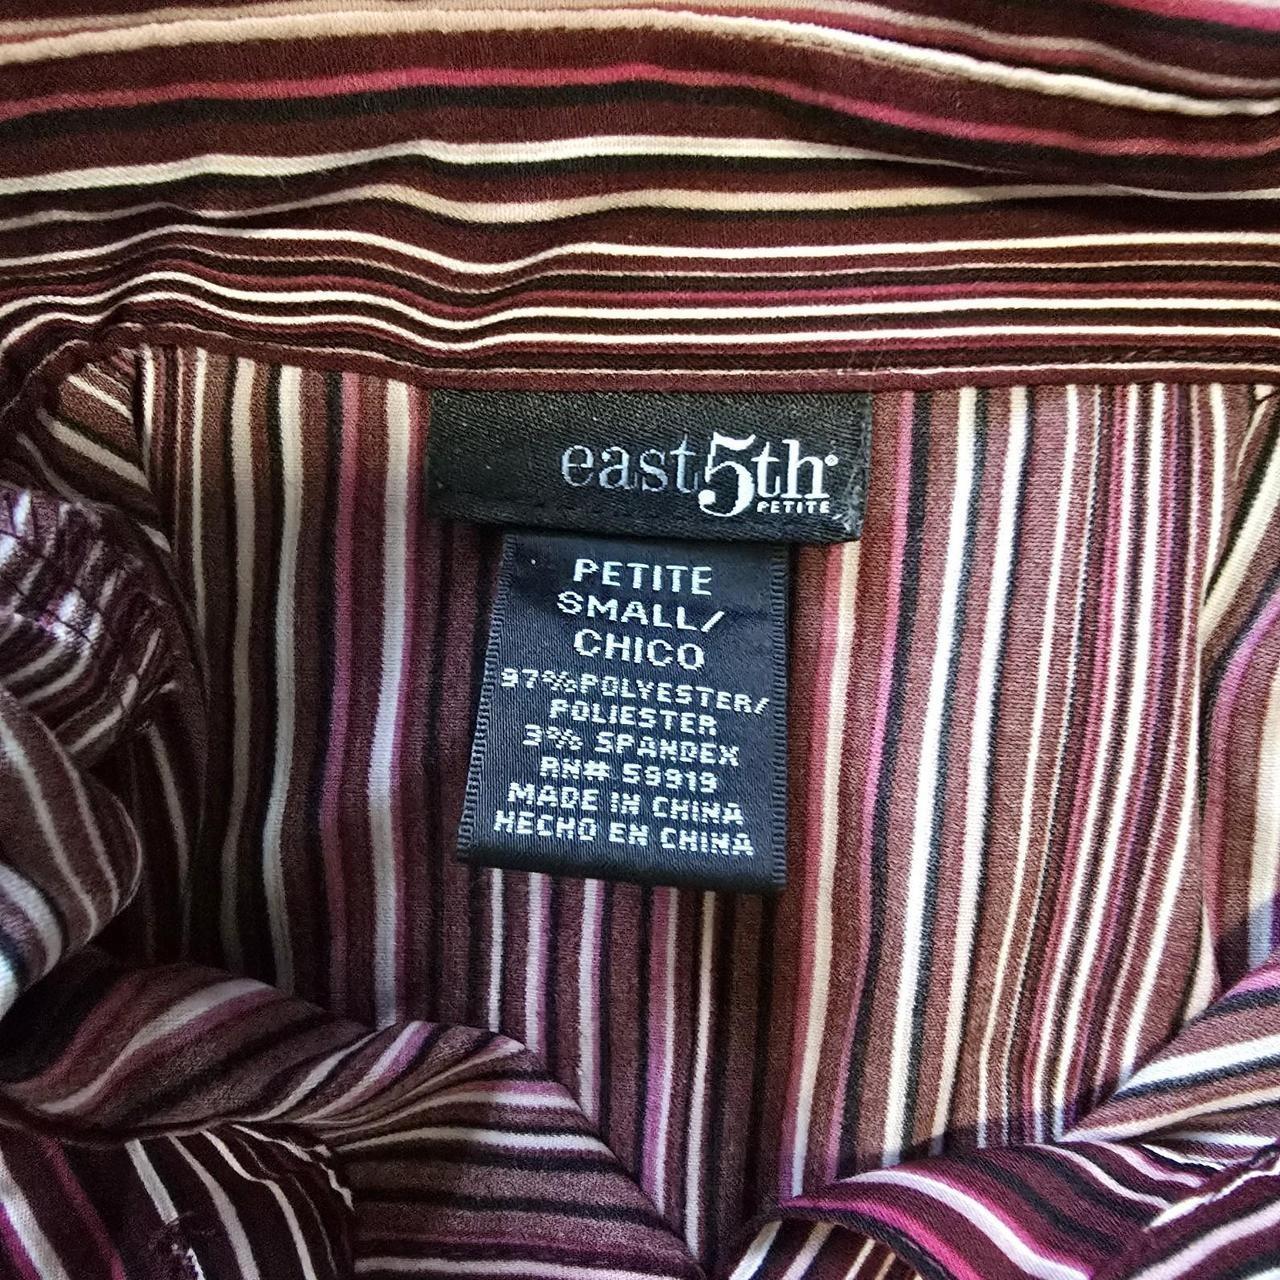 east5th®
PETITE
PETITE
SMALL/
CHICO
97%POLYESTER/
POLIESTER
3% SPANDEX
RN# 59919
MADE IN CHINA
HECHO EN CHINA